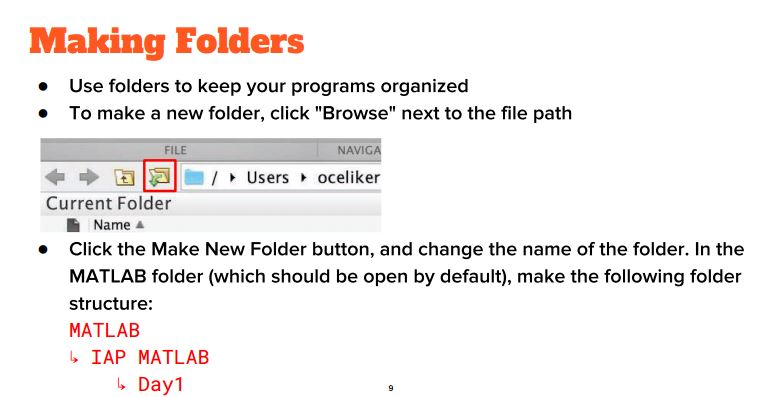 Making Folders
● Use folders to keep your programs organized
● To make a new folder, click "Browse" next to the file path
FILE NAVIGA
/ ▸ Users ▸ oceliker
Current Folder
Name ▲
● Click the Make New Folder button, and change the name of the folder. In the
MATLAB folder (which should be open by default), make the following folder
structure:
MATLAB
↳ IAP MATLAB
↳ Day1
9